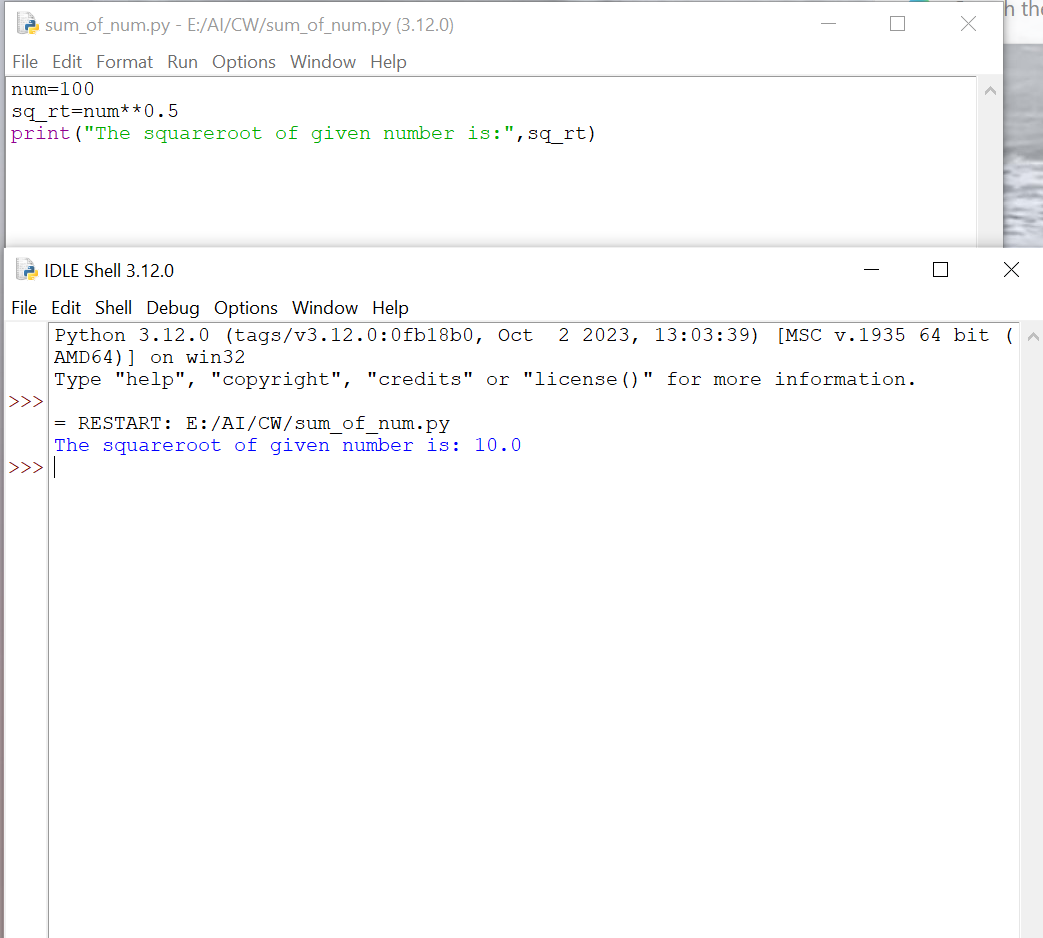 h the
sum_of_num.py - E:/AI/CW/sum_of_num.py (3.12.0)
File Edit Format Run Options Window Help
num=100
sq_rt=num**0.5
print("The squareroot of given number is:",sq_rt)
IDLE Shell 3.12.0
File Edit Shell Debug Options Window Help
Python 3.12.0 (tags/v3.12.0:0fb18b0, Oct  2 2023, 13:03:39) [MSC v.1935 64 bit (
AMD64)] on win32
Type "help", "copyright", "credits" or "license()" for more information.
>>>
= RESTART: E:/AI/CW/sum_of_num.py
The squareroot of given number is: 10.0
>>>